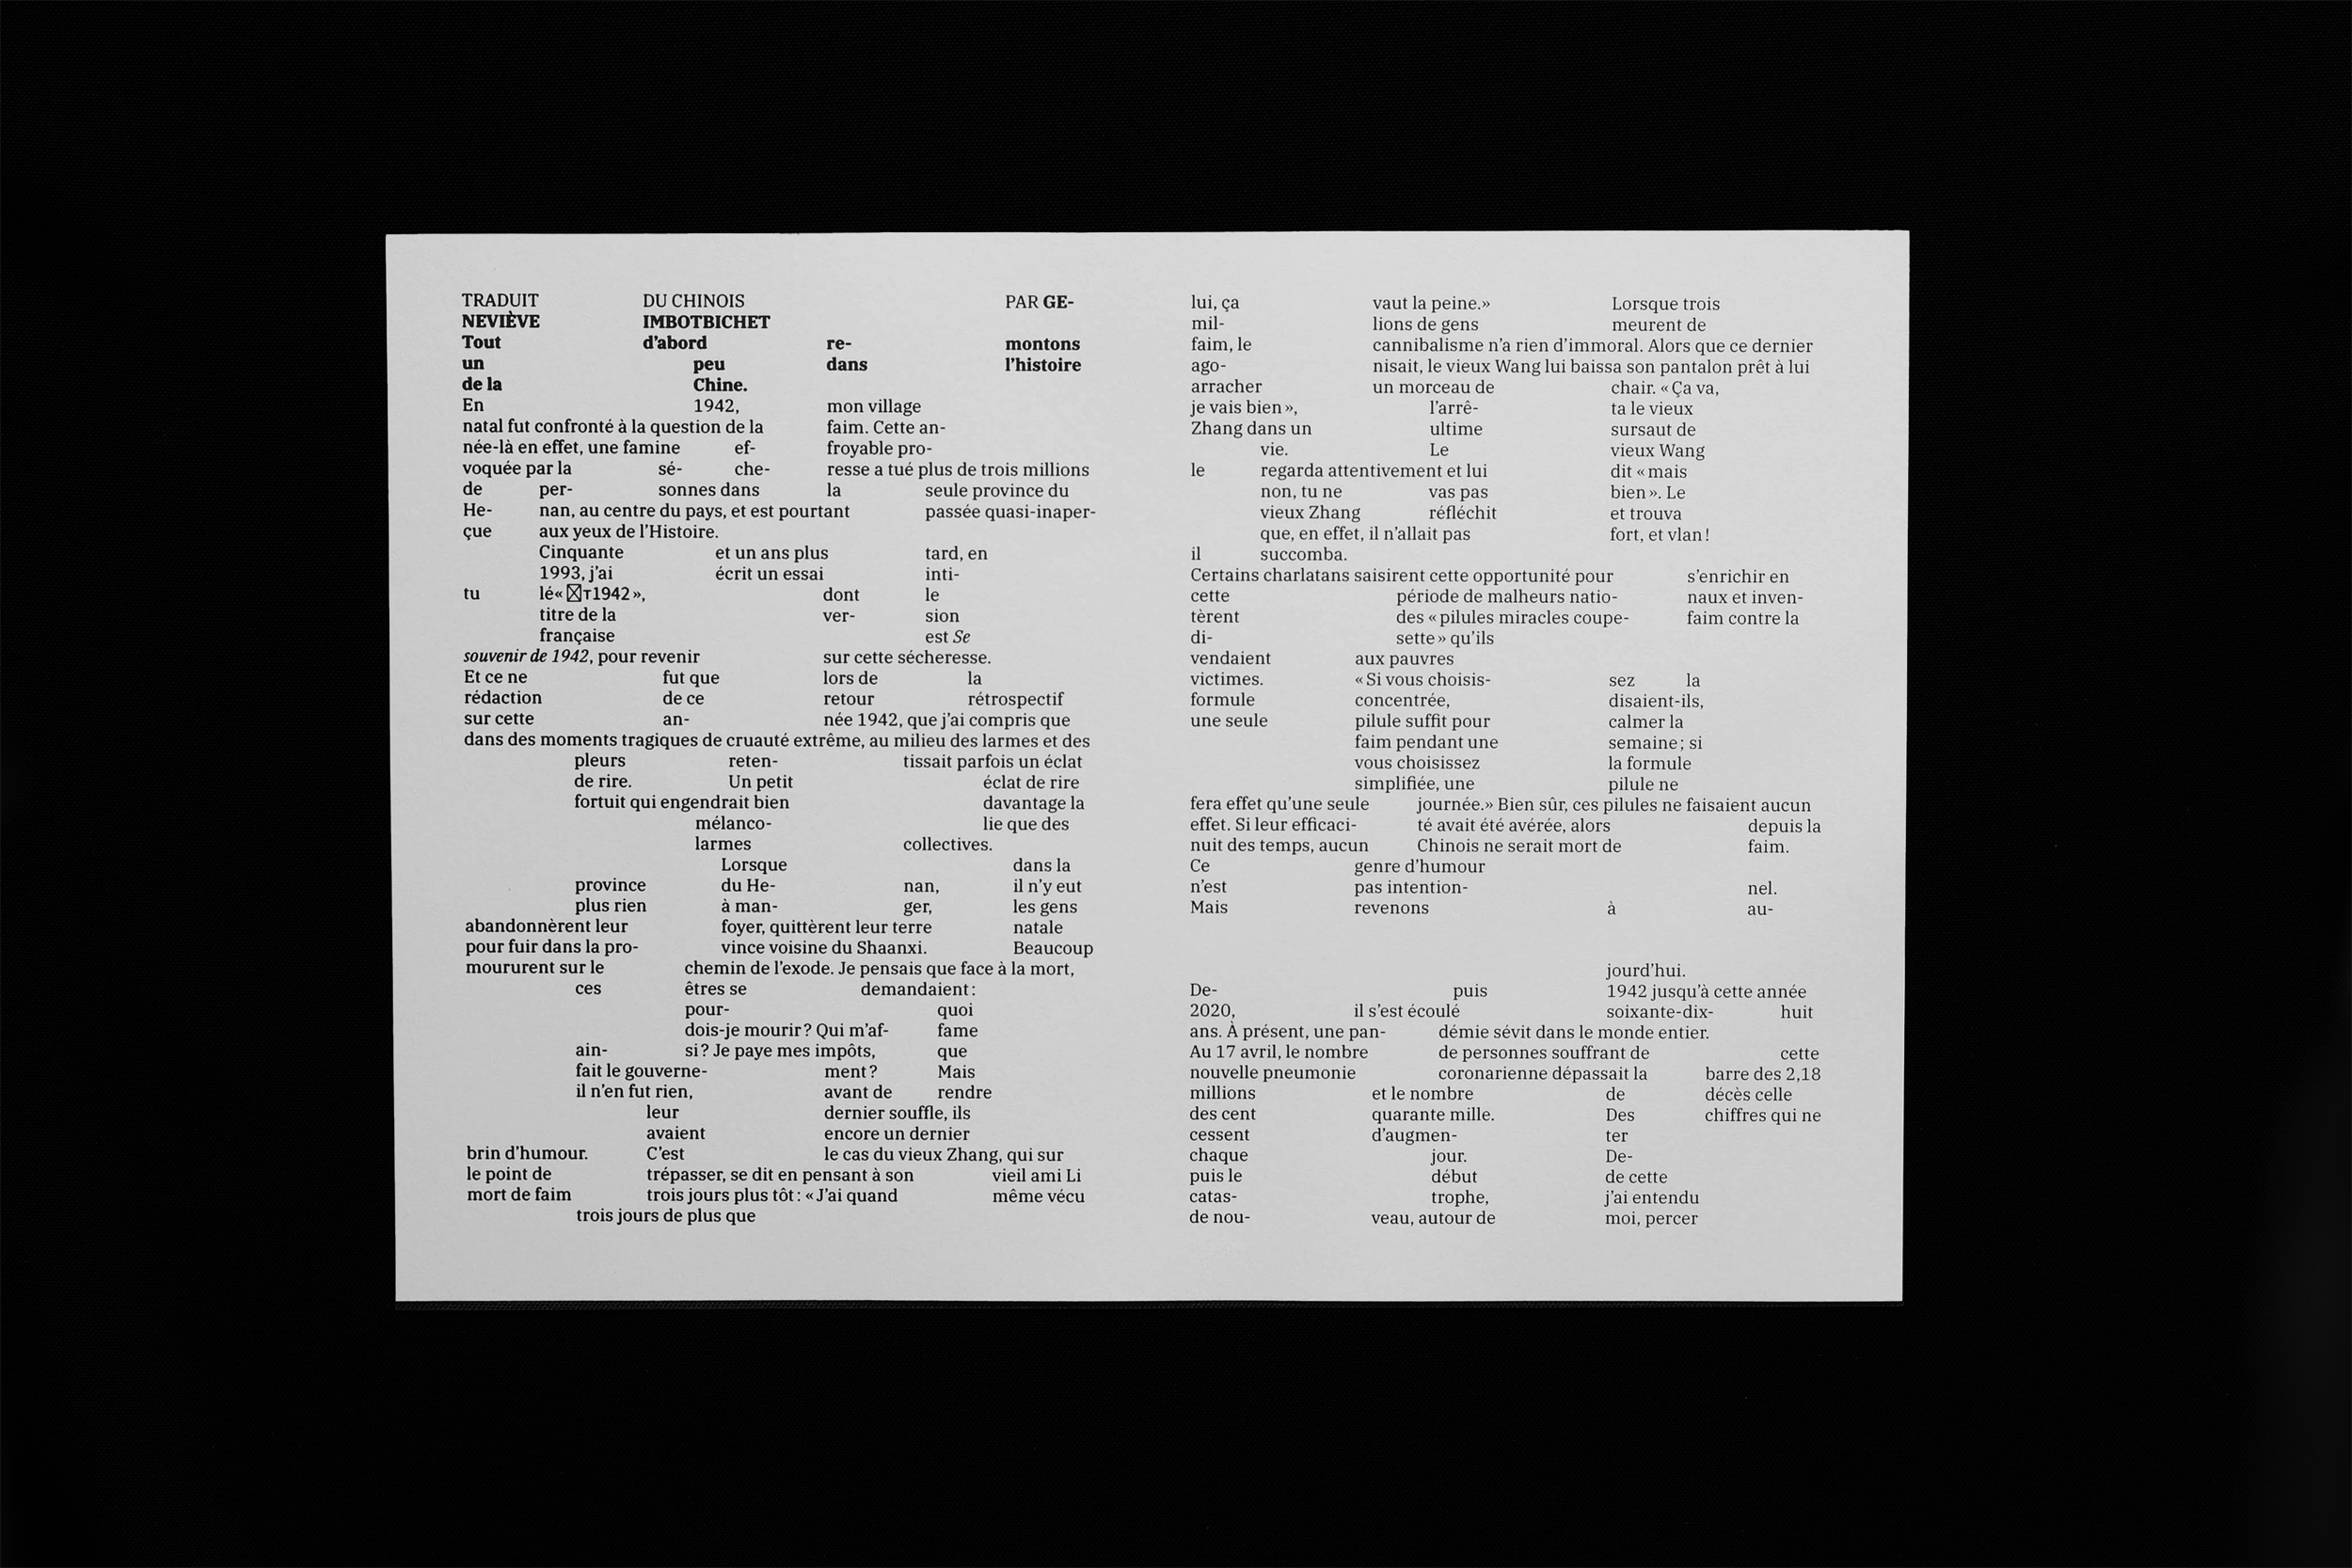 TRADUIT DU CHINOIS PAR GE-
NEVIÈVE IMBOTBICHET
Tout d’abord re- montons
un peu dans l’histoire
de la Chine.
En 1942, mon village
natal fut confronté à la question de la faim. Cette an-
née-là en effet, une famine ef- froyable pro-
voquée par la sé- che- resse a tué plus de trois millions
de per- sonnes dans la seule province du
He- nan, au centre du pays, et est pourtant passée quasi-inaper-
çue aux yeux de l’Histoire.
Cinquante et un ans plus tard, en
1993, j’ai écrit un essai inti-
tu lé« т1942 », dont le
titre de la ver- sion
française est Se
souvenir de 1942, pour revenir sur cette sécheresse.
Et ce ne fut que lors de la
rédaction de ce retour rétrospectif
sur cette an- née 1942, que j’ai compris que
dans des moments tragiques de cruauté extrême, au milieu des larmes et des
pleurs reten- tissait parfois un éclat
de rire. Un petit éclat de rire
fortuit qui engendrait bien davantage la
mélanco- lie que des
larmes collectives.
Lorsque dans la
province du He- nan, il n’y eut
plus rien à man- ger, les gens
abandonnèrent leur foyer, quittèrent leur terre natale
pour fuir dans la pro- vince voisine du Shaanxi. Beaucoup
moururent sur le chemin de l’exode. Je pensais que face à la mort,
ces êtres se demandaient :
pour- quoi
dois-je mourir ? Qui m’af- fame
ain- si ? Je paye mes impôts, que
fait le gouverne- ment ? Mais
il n’en fut rien, avant de rendre
leur dernier souffle, ils
avaient encore un dernier
brin d’humour. C’est le cas du vieux Zhang, qui sur
le point de trépasser, se dit en pensant à son vieil ami Li
mort de faim trois jours plus tôt : « J’ai quand même vécu
trois jours de plus que
lui, ça vaut la peine.» Lorsque trois
mil- lions de gens meurent de
faim, le cannibalisme n’a rien d’immoral. Alors que ce dernier
ago- nisait, le vieux Wang lui baissa son pantalon prêt à lui
arracher un morceau de chair. « Ça va,
je vais bien », l’arrê- ta le vieux
Zhang dans un ultime sursaut de
vie. Le vieux Wang
le regarda attentivement et lui dit « mais
non, tu ne vas pas bien ». Le
vieux Zhang réfléchit et trouva
que, en effet, il n’allait pas fort, et vlan !
il succomba.
Certains charlatans saisirent cette opportunité pour s’enrichir en
cette période de malheurs natio- naux et inven-
tèrent des « pilules miracles coupe- faim contre la
di- sette » qu’ils
vendaient aux pauvres
victimes. « Si vous choisis- sez la
formule concentrée, disaient-ils,
une seule pilule suffit pour calmer la
faim pendant une semaine ; si
vous choisissez la formule
simplifiée, une pilule ne
fera effet qu’une seule journée.» Bien sûr, ces pilules ne faisaient aucun
effet. Si leur efficaci- té avait été avérée, alors depuis la
nuit des temps, aucun Chinois ne serait mort de faim.
Ce genre d’humour
n’est pas intention- nel.
Mais revenons à au-
jourd’hui.
De- puis 1942 jusqu’à cette année
2020, il s’est écoulé soixante-dix- huit
ans. À présent, une pan- démie sévit dans le monde entier.
Au 17 avril, le nombre de personnes souffrant de cette
nouvelle pneumonie coronarienne dépassait la barre des 2,18
millions et le nombre de décès celle
des cent quarante mille. Des chiffres qui ne
cessent d’augmen- ter
chaque jour. De-
puis le début de cette
catas- trophe, j’ai entendu
de nou- veau, autour de moi, percer